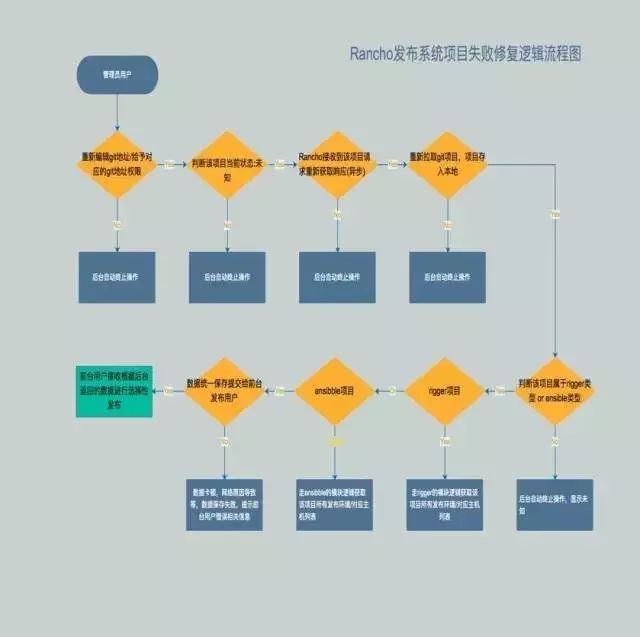 Rancho发布系统项目失败修复逻辑流程图
管理员用户
重新编辑git地址/给予对
应的git地址权限
Yes
判断该项目当前状态:未
知
Yes
Rancho接收到该项目请
求重新获取响应(异步)
Yes
重新拉取git项目，项目存
入本地
Yes
No
No
No
No
后台自动终止操作
后台自动终止操作
后台自动终止操作
后台自动终止操作
前台用户接收根据后台
返回的数据进行选择性
发布
Yes
数据统一保存提交给前台
发布用户
Yes
ansibble项目
rigger项目
Yes
判断该项目属于rigger类
型 or ansible类型
No
Yes
No
数据卡顿，网络原因导致
等，数据保存失败，提示前
台用户错误相关信息
走ansibble的模块逻辑获取
该项目所有发布环境/对应主
机列表
走rigger的模块逻辑获取该
项目所有发布环境/对应主机
列表
后台自动终止操作，显示未
知